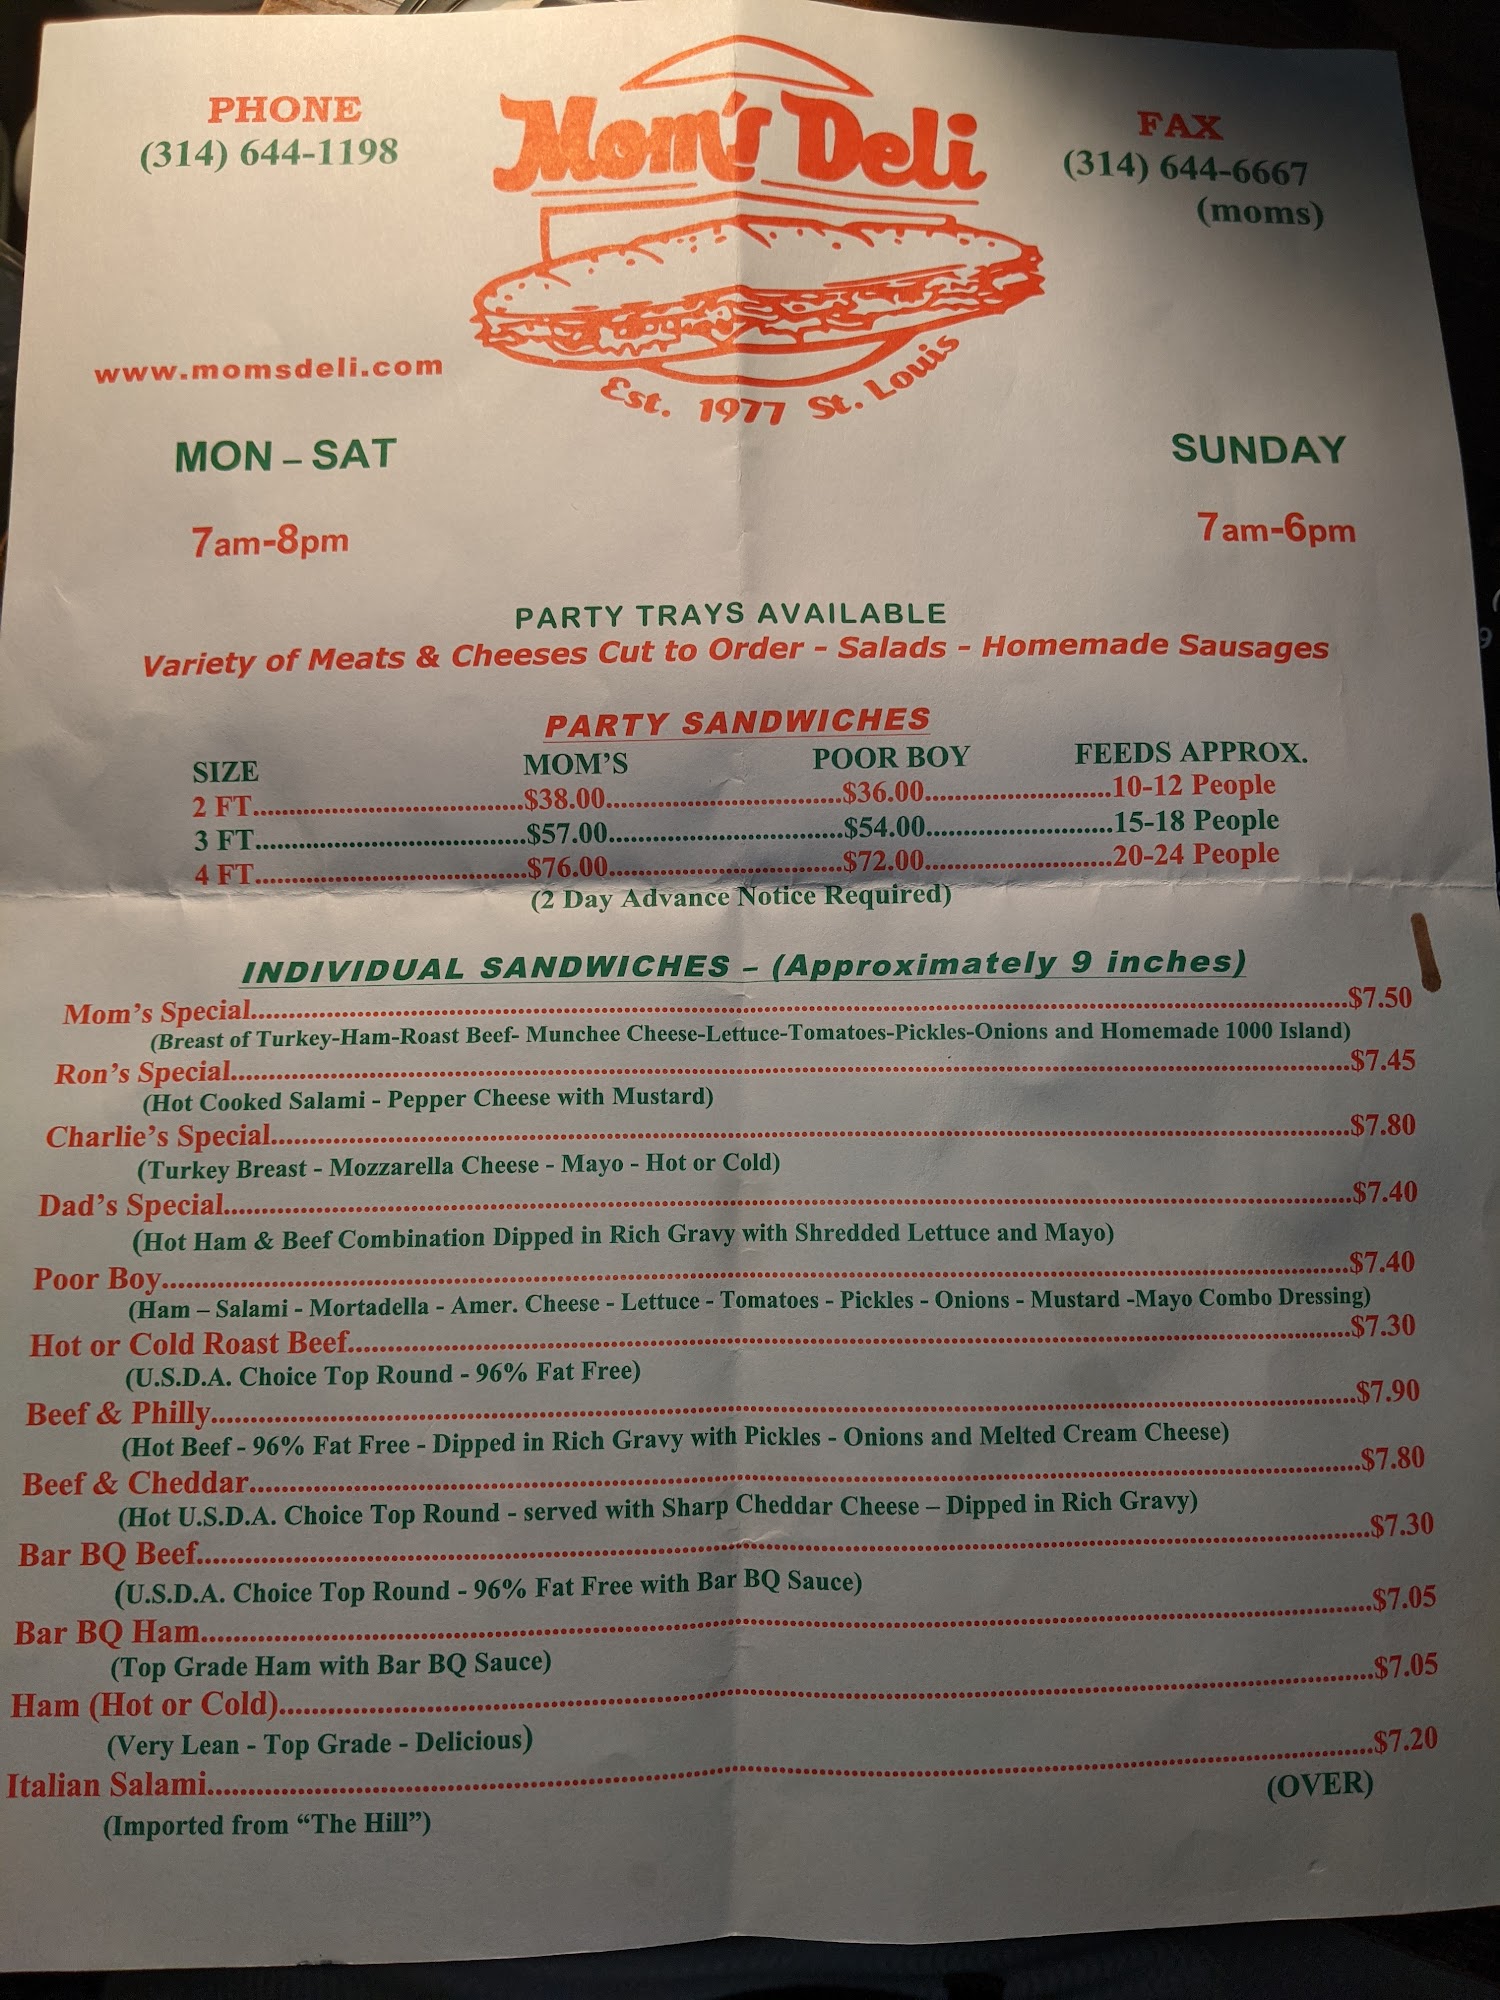 PHONE
(314) 644-1198
Mom's Deli
FAX
(314) 644-6667
(moms)
www.momsdeli.com
Est. 1977 St. Louis
MON – SAT
SUNDAY
7am-8pm
7am-6pm
PARTY TRAYS AVAILABLE
Variety of Meats & Cheeses Cut to Order - Salads - Homemade Sausages
PARTY SANDWICHES
SIZE MOM'S POOR BOY FEEDS APPROX.
2 FT...............$38.00...............$36.00...............10-12 People
3 FT...............$57.00...............$54.00...............15-18 People
4 FT...............$76.00...............$72.00...............20-24 People
(2 Day Advance Notice Required)
INDIVIDUAL SANDWICHES – (Approximately 9 inches)
Mom's Special...............$7.50
(Breast of Turkey-Ham-Roast Beef- Munchee Cheese-Lettuce-Tomatoes-Pickles-Onions and Homemade 1000 Island)
Ron's Special...............$7.45
(Hot Cooked Salami - Pepper Cheese with Mustard)
Charlie's Special...............$7.80
(Turkey Breast - Mozzarella Cheese - Mayo - Hot or Cold)
Dad's Special...............$7.40
(Hot Ham & Beef Combination Dipped in Rich Gravy with Shredded Lettuce and Mayo)
Poor Boy...............$7.40
(Ham – Salami - Mortadella - Amer. Cheese - Lettuce - Tomatoes - Pickles - Onions - Mustard -Mayo Combo Dressing)
Hot or Cold Roast Beef...............$7.30
(U.S.D.A. Choice Top Round - 96% Fat Free)
Beef & Philly...............$7.90
(Hot Beef - 96% Fat Free - Dipped in Rich Gravy with Pickles - Onions and Melted Cream Cheese)
Beef & Cheddar...............$7.80
(Hot U.S.D.A. Choice Top Round - served with Sharp Cheddar Cheese – Dipped in Rich Gravy)
Bar BQ Beef...............$7.30
(U.S.D.A. Choice Top Round - 96% Fat Free with Bar BQ Sauce)
Bar BQ Ham...............$7.05
(Top Grade Ham with Bar BQ Sauce)
Ham (Hot or Cold)...............$7.05
(Very Lean - Top Grade - Delicious)
Italian Salami...............$7.20
(Imported from “The Hill”)
(OVER)